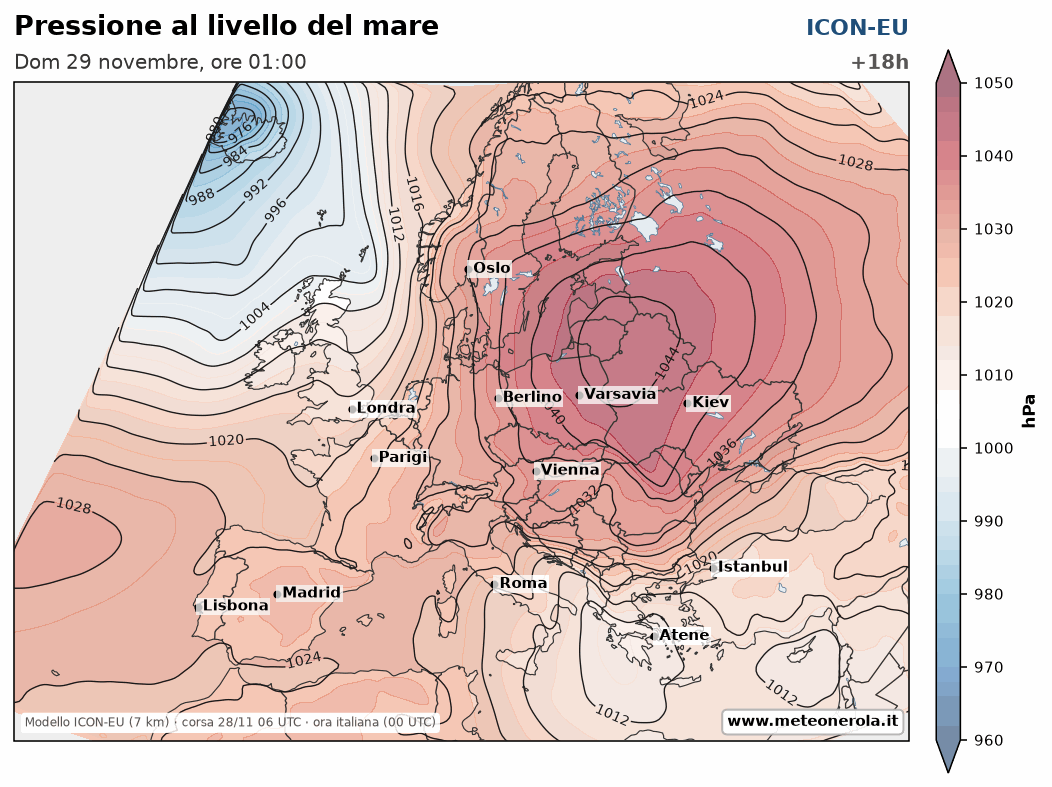 Pressione al livello del mare
ICON-EU
Dom 29 novembre, ore 01:00
+18h
1050
1040
1030
1020
1010
1000
990
980
970
960
hPa
976
984
988
992
996
1004
1016
1012
1024
1028
Oslo
1044
Berlino
Varsavia
Kiev
Londra
1020
Parigi
Vienna
1036
1032
1028
1020
Istanbul
Roma
Madrid
Lisbona
Atene
1024
1012
1012
Modello ICON-EU (7 km) · corsa 28/11 06 UTC · ora italiana (00 UTC)
www.meteonerola.it